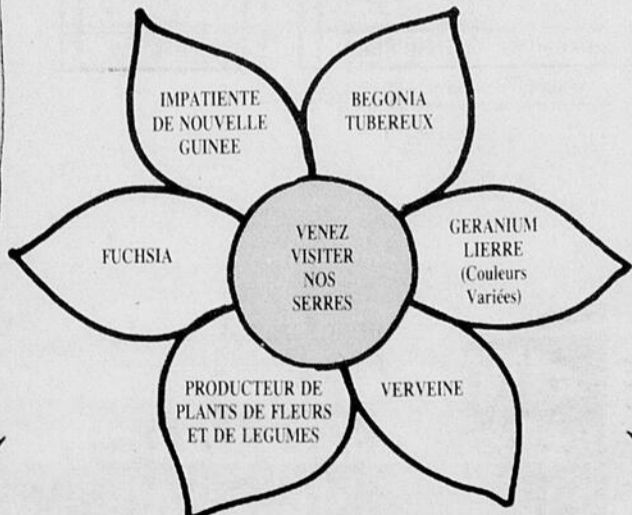 IMPATIENTE
DE NOUVELLE
GUINEE
BEGONIA
TUBEREUX
FUCHSIA
VENEZ
VISITER
NOS
SERRES
GERANIUM
LIERRE
(Couleurs
Variées)
PRODUCTEUR DE
PLANTS DE FLEURS
ET DE LEGUMES
VERVEINE